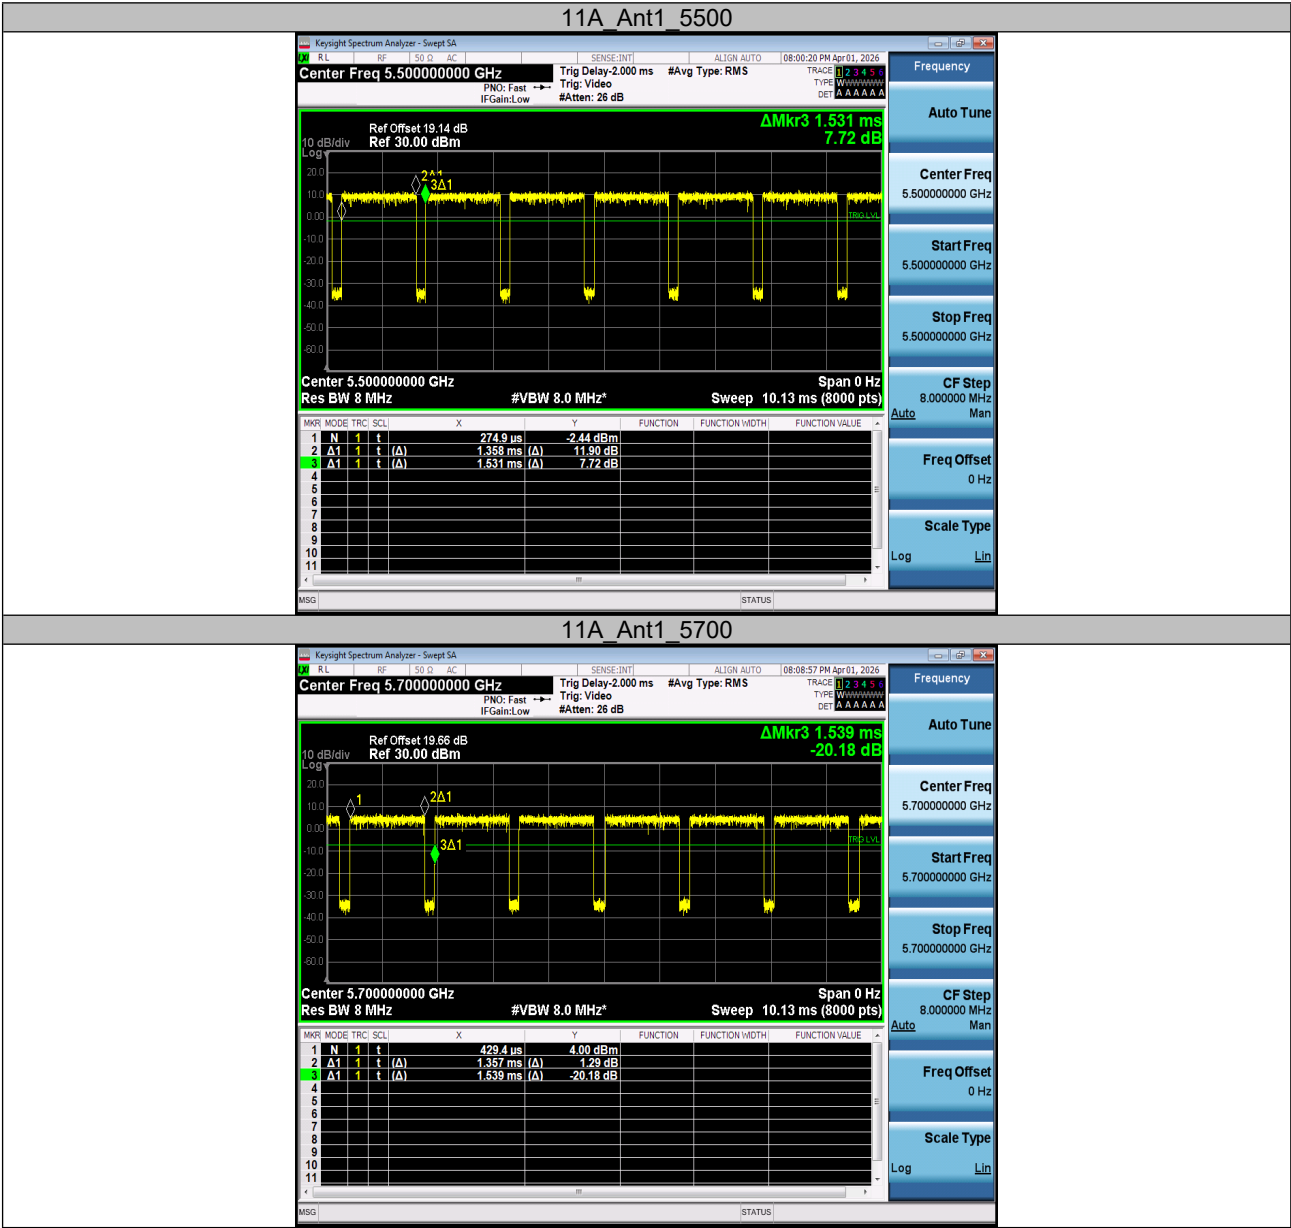 11A_Ant1_5500
Keysight Spectrum Analyzer - Swept SA
RL RF 50 Ω AC SENSE:INT ALIGN AUTO 08:00:20 PM Apr 01, 2026
Center Freq 5.500000000 GHz
Trig Delay-2.000 ms #Avg Type: RMS
TRACE 1 2 3 4 5 6
PNO: Fast Trig: Video
TYPE W
IFGain:Low #Atten: 26 dB
DET A A A A A A
Ref Offset 19.14 dB
ΔMkr3 1.531 ms
10 dB/div Ref 30.00 dBm
7.72 dB
Log
20.0
10.0
0.00
-10.0
-20.0
-30.0
-40.0
-50.0
-60.0
2Δ1
3Δ1
TRIG LVL
Center 5.500000000 GHz Span 0 Hz
Res BW 8 MHz #VBW 8.0 MHz* Sweep 10.13 ms (8000 pts)
MKR MODE TRC SCL X Y FUNCTION FUNCTION WIDTH FUNCTION VALUE
1 N 1 t 274.9 µs -2.44 dBm
2 Δ1 1 t (Δ) 1.358 ms (Δ) 11.90 dB
3 Δ1 1 t (Δ) 1.531 ms (Δ) 7.72 dB
4
5
6
7
8
9
10
11
MSG STATUS
Frequency
Auto Tune
Center Freq
5.500000000 GHz
Start Freq
5.500000000 GHz
Stop Freq
5.500000000 GHz
CF Step
8.000000 MHz
Auto Man
Freq Offset
0 Hz
Scale Type
Log Lin
11A_Ant1_5700
Keysight Spectrum Analyzer - Swept SA
RL RF 50 Ω AC SENSE:INT ALIGN AUTO 08:08:57 PM Apr 01, 2026
Center Freq 5.700000000 GHz
Trig Delay-2.000 ms #Avg Type: RMS
TRACE 1 2 3 4 5 6
PNO: Fast Trig: Video
TYPE W
IFGain:Low #Atten: 26 dB
DET A A A A A A
Ref Offset 19.66 dB
ΔMkr3 1.539 ms
10 dB/div Ref 30.00 dBm
-20.18 dB
Log
20.0
10.0
0.00
-10.0
-20.0
-30.0
-40.0
-50.0
-60.0
1
2Δ1
3Δ1
TRIG LVL
Center 5.700000000 GHz Span 0 Hz
Res BW 8 MHz #VBW 8.0 MHz* Sweep 10.13 ms (8000 pts)
MKR MODE TRC SCL X Y FUNCTION FUNCTION WIDTH FUNCTION VALUE
1 N 1 t 429.4 µs 4.00 dBm
2 Δ1 1 t (Δ) 1.357 ms (Δ) 1.29 dB
3 Δ1 1 t (Δ) 1.539 ms (Δ) -20.18 dB
4
5
6
7
8
9
10
11
MSG STATUS
Frequency
Auto Tune
Center Freq
5.700000000 GHz
Start Freq
5.700000000 GHz
Stop Freq
5.700000000 GHz
CF Step
8.000000 MHz
Auto Man
Freq Offset
0 Hz
Scale Type
Log Lin